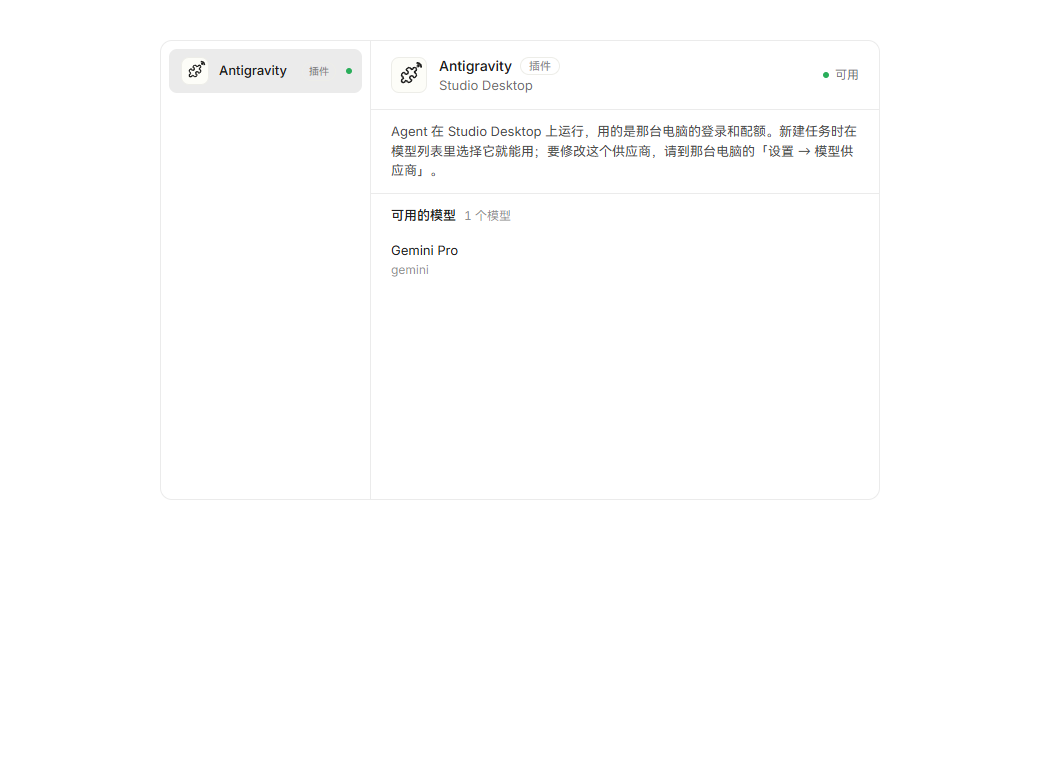 Antigravity 插件
Antigravity 插件
Studio Desktop
可用
Agent 在 Studio Desktop 上运行，用的是那台电脑的登录和配额。新建任务时在
模型列表里选择它就能用；要修改这个供应商，请到那台电脑的「设置 → 模型供
应商」。
可用的模型 1 个模型
Gemini Pro
gemini